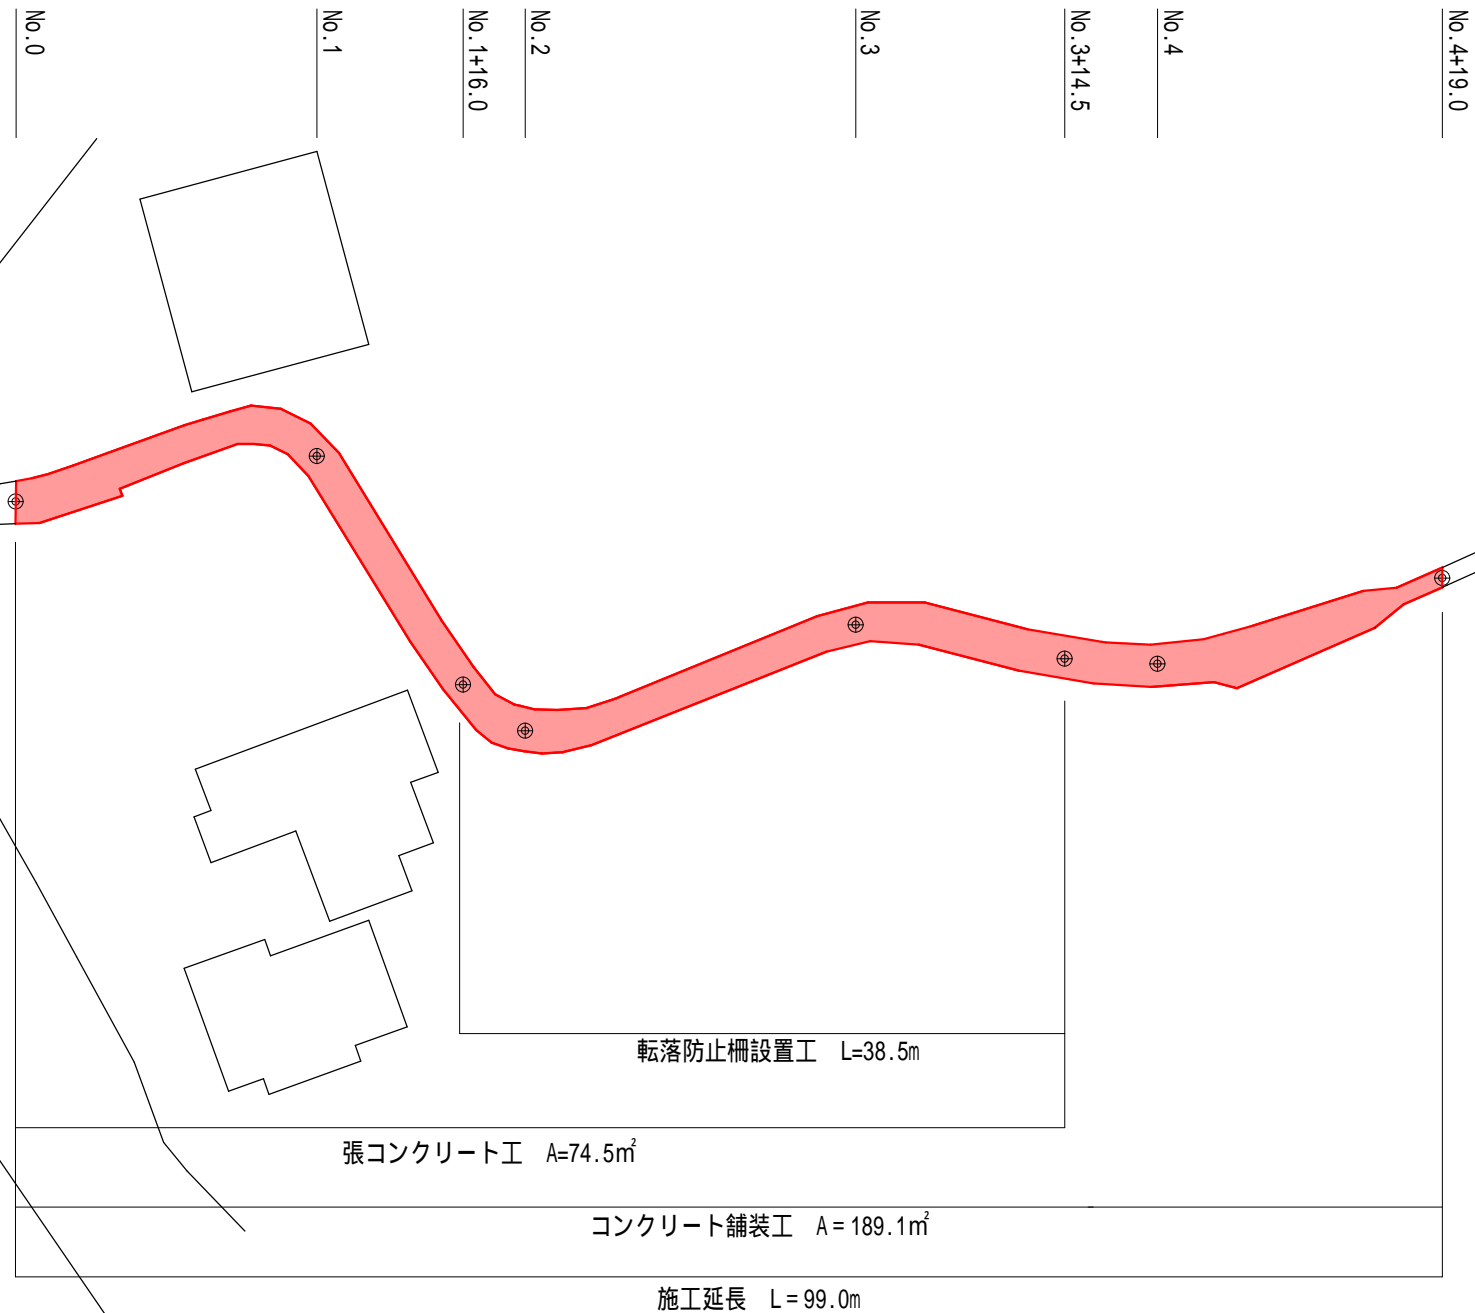 No.0
No.1
No.1+16.0
No.2
No.3
No.3+14.5
No.4
No.4+19.0
転落防止柵設置工　L=38.5m
張コンクリート工　A=74.5㎡
コンクリート舗装工　A=189.1㎡
施工延長　L=99.0m